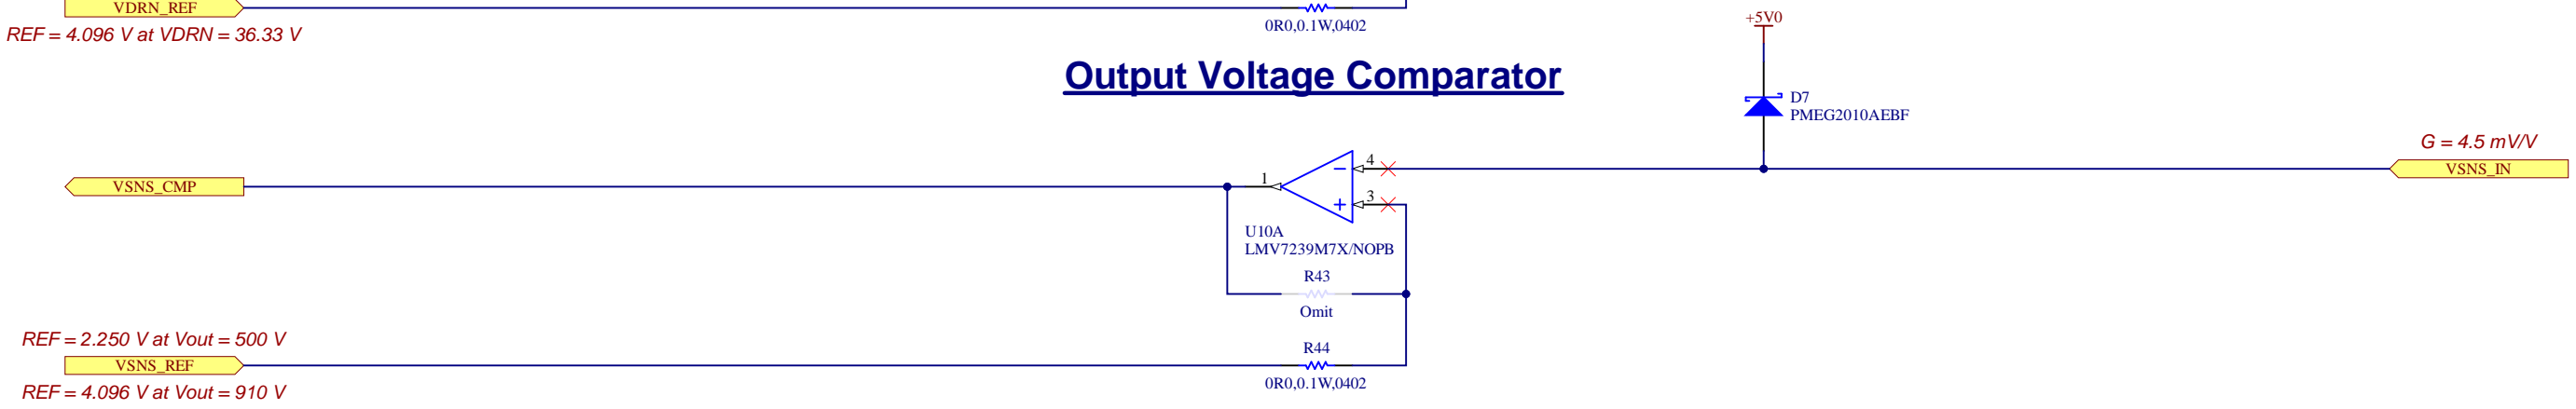 VDRN_REF
REF = 4.096 V at VDRN = 36.33 V
0R0,0.1W,0402
+5V0
Output Voltage Comparator
D7
PMEG2010AEBF
G = 4.5 mV/V
VSNS_IN
4
−
1
VSNS_CMP
3
+
U10A
LMV7239M7X/NOPB
R43
Omit
REF = 2.250 V at Vout = 500 V
VSNS_REF
R44
0R0,0.1W,0402
REF = 4.096 V at Vout = 910 V